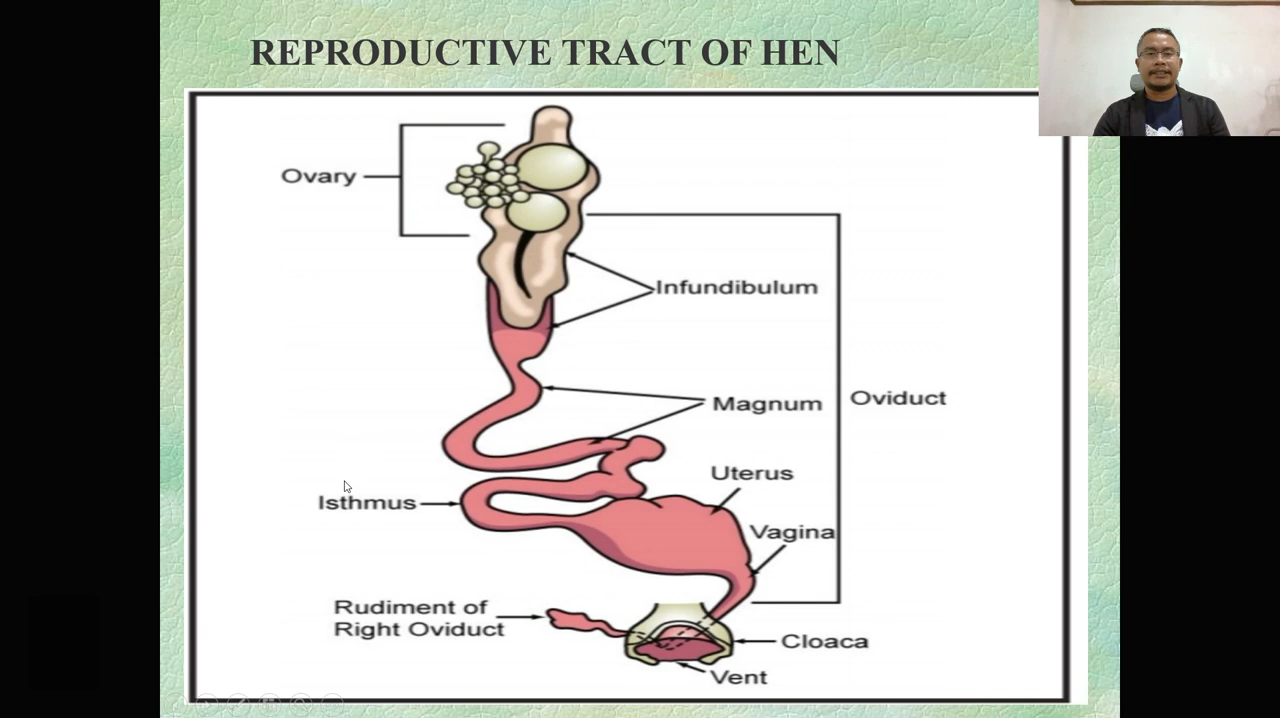 REPRODUCTIVE TRACT OF HEN
Ovary
Infundibulum
Magnum
Oviduct
Uterus
Isthmus
Vagina
Rudiment of
Right Oviduct
Cloaca
Vent